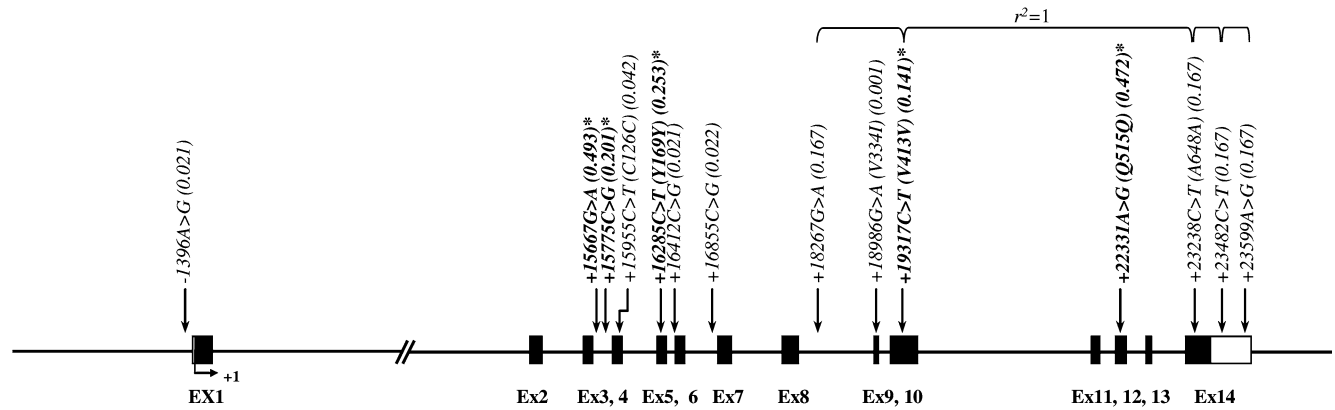 r²=1
-1396A>G (0.021)
+15667G>A (0.493)*
+15775C>G (0.201)*
+15955C>T (C126C) (0.042)
+16285C>T (Y169Y) (0.253)*
+16412C>G (0.021)
+16855C>G (0.022)
+18267G>A (0.167)
+18986G>A (V334I) (0.001)
+19317C>T (V413V) (0.141)*
+22331A>G (Q515Q) (0.472)*
+23238C>T (A648A) (0.167)
+23482C>T (0.167)
+23599A>G (0.167)
+1
EX1 Ex2 Ex3, 4 Ex5, 6 Ex7 Ex8 Ex9, 10 Ex11, 12, 13 Ex14